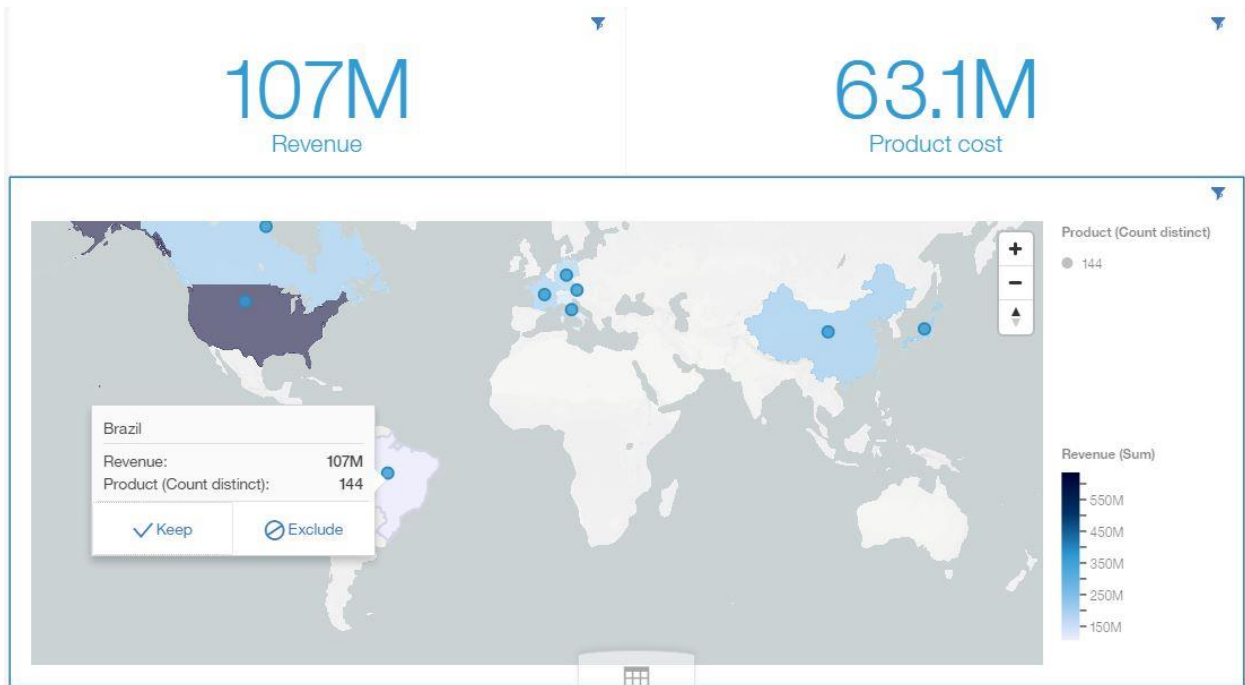 107M
Revenue
63.1M
Product cost
Product (Count distinct)
144
Brazil
Revenue: 107M
Product (Count distinct): 144
Keep Exclude
Revenue (Sum)
550M
450M
350M
250M
150M